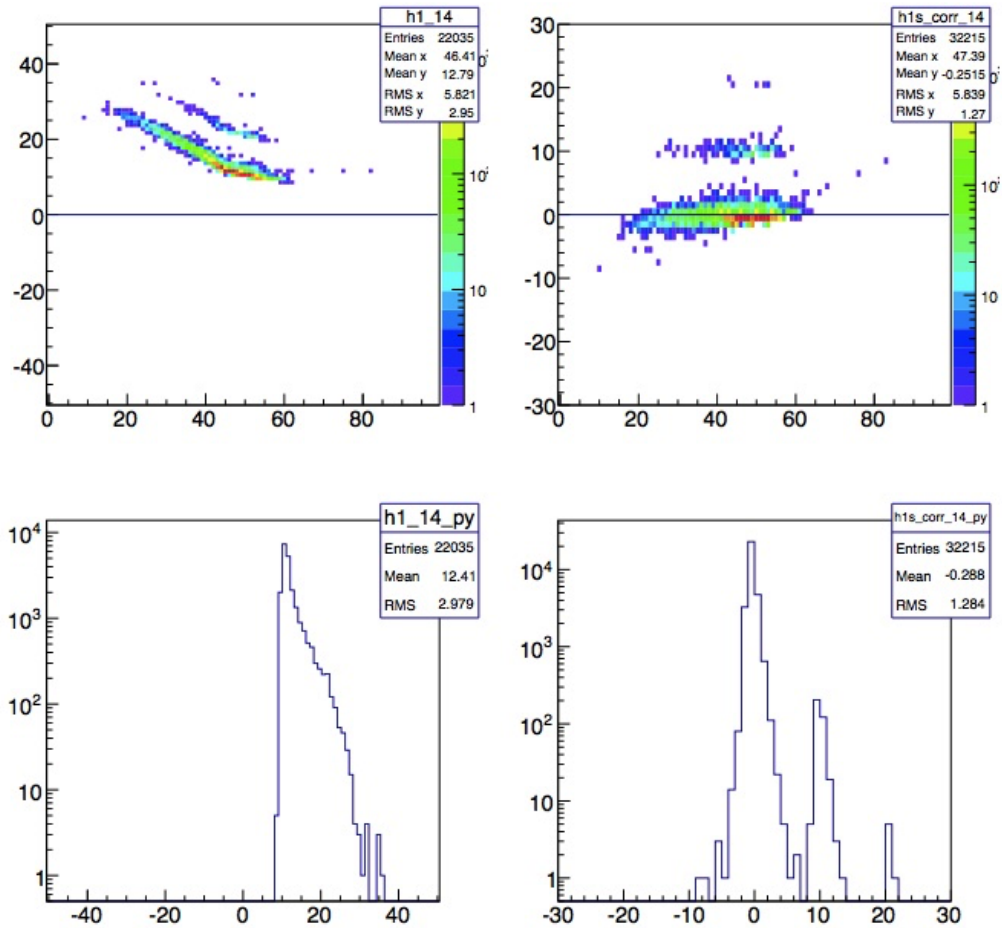 h1_14
Entries 22035
Mean x 46.41
Mean y 12.79
RMS x 5.821
RMS y 2.95
40
20
0
-20
-40
0 20 40 60 80
10²
10
1
h1s_corr_14
Entries 32215
Mean x 47.39
Mean y -0.2515
RMS x 5.839
RMS y 1.27
30
20
10
0
-10
-20
-30
0 20 40 60 80
10²
10
1
h1_14_py
Entries 22035
Mean 12.41
RMS 2.979
10⁴
10³
10²
10
1
-40 -20 0 20 40
h1s_corr_14_py
Entries 32215
Mean -0.288
RMS 1.284
10⁴
10³
10²
10
1
-30 -20 -10 0 10 20 30